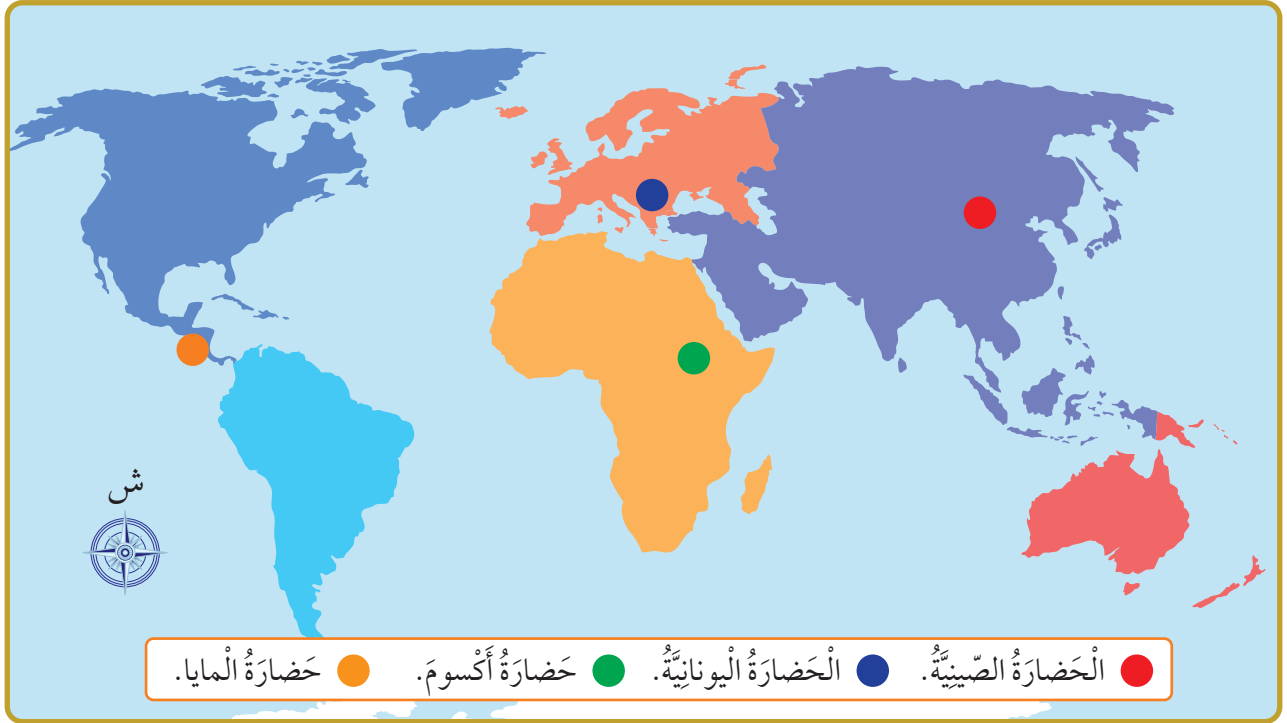 ش
الْحَضارَةُ الصّينِيَّةُ. الْحَضارَةُ الْيونانِيَّةُ. حَضارَةُ أَكْسومَ. حَضارَةُ الْمايا.